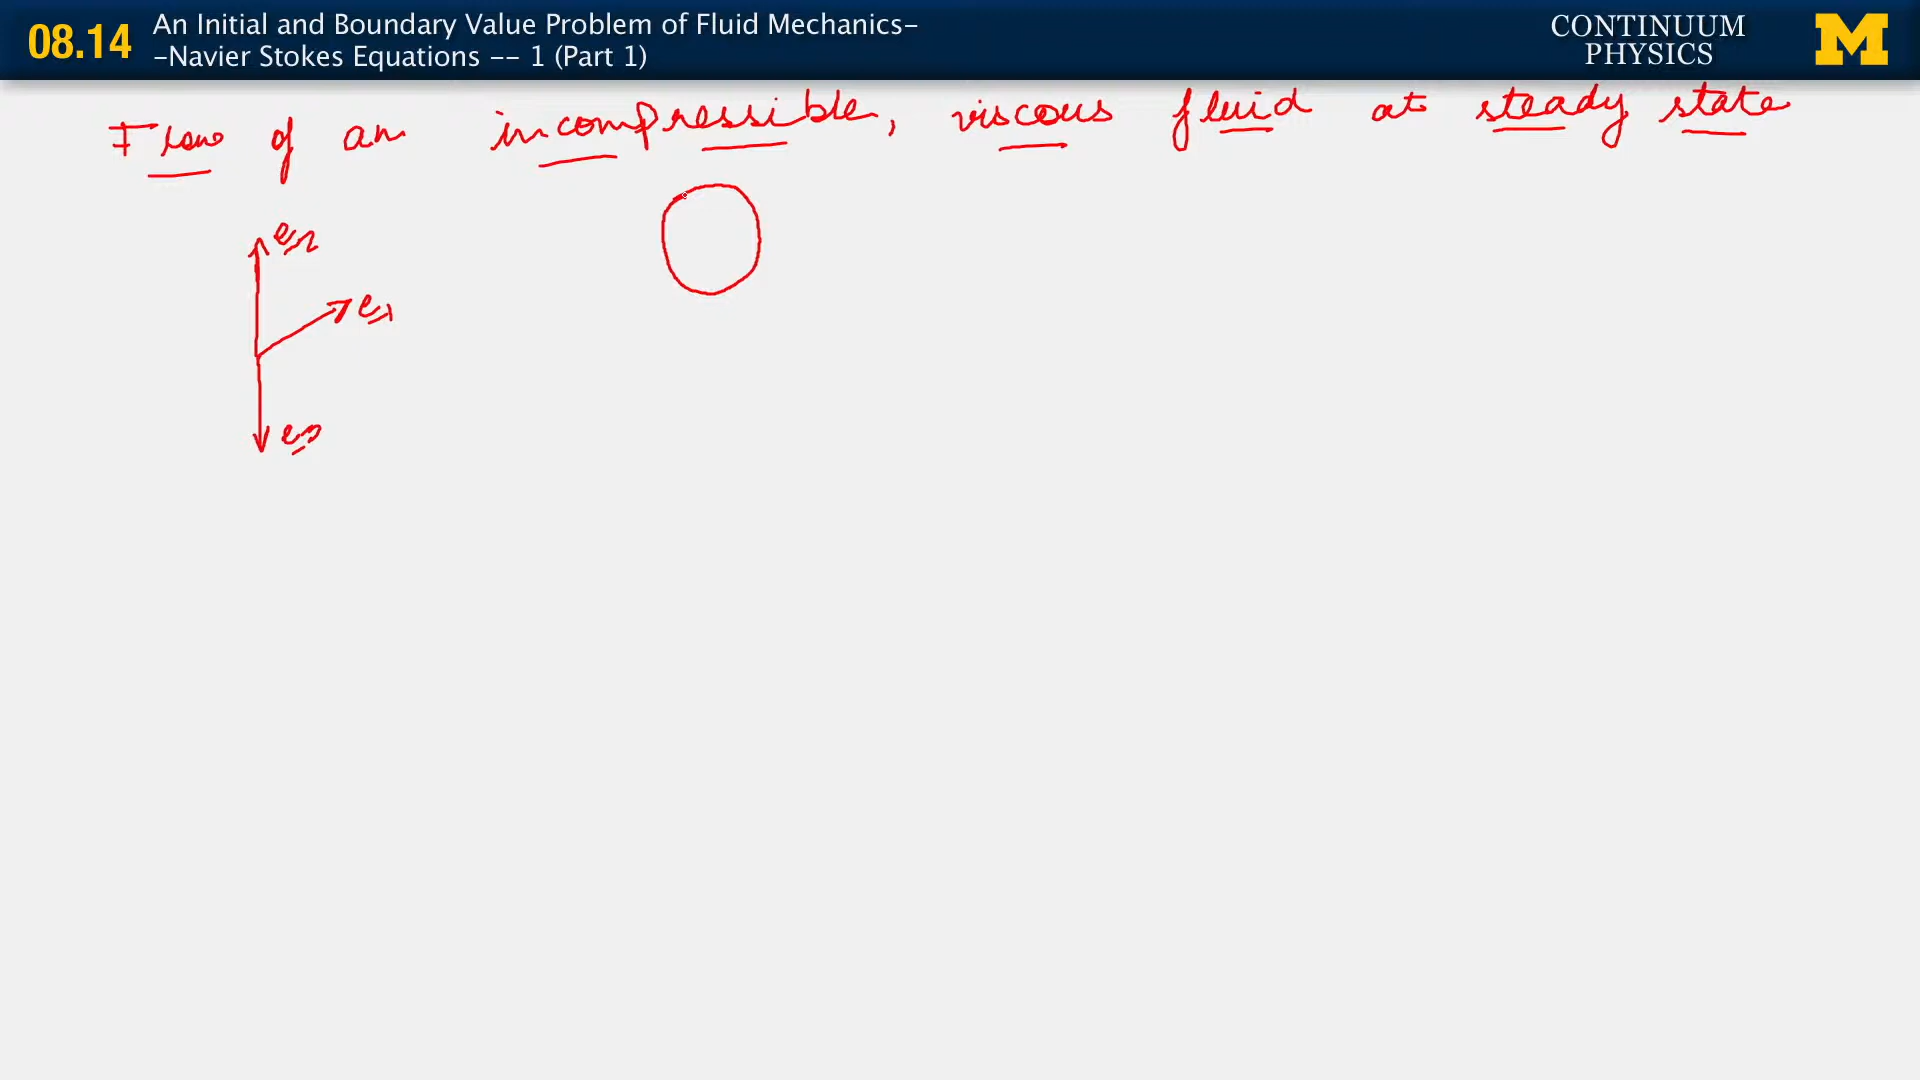 08.14
An Initial and Boundary Value Problem of Fluid Mechanics-
-Navier Stokes Equations -- 1 (Part 1)
CONTINUUM
PHYSICS
M
Flow of an incompressible, viscous fluid at steady state
e2
e1
e3